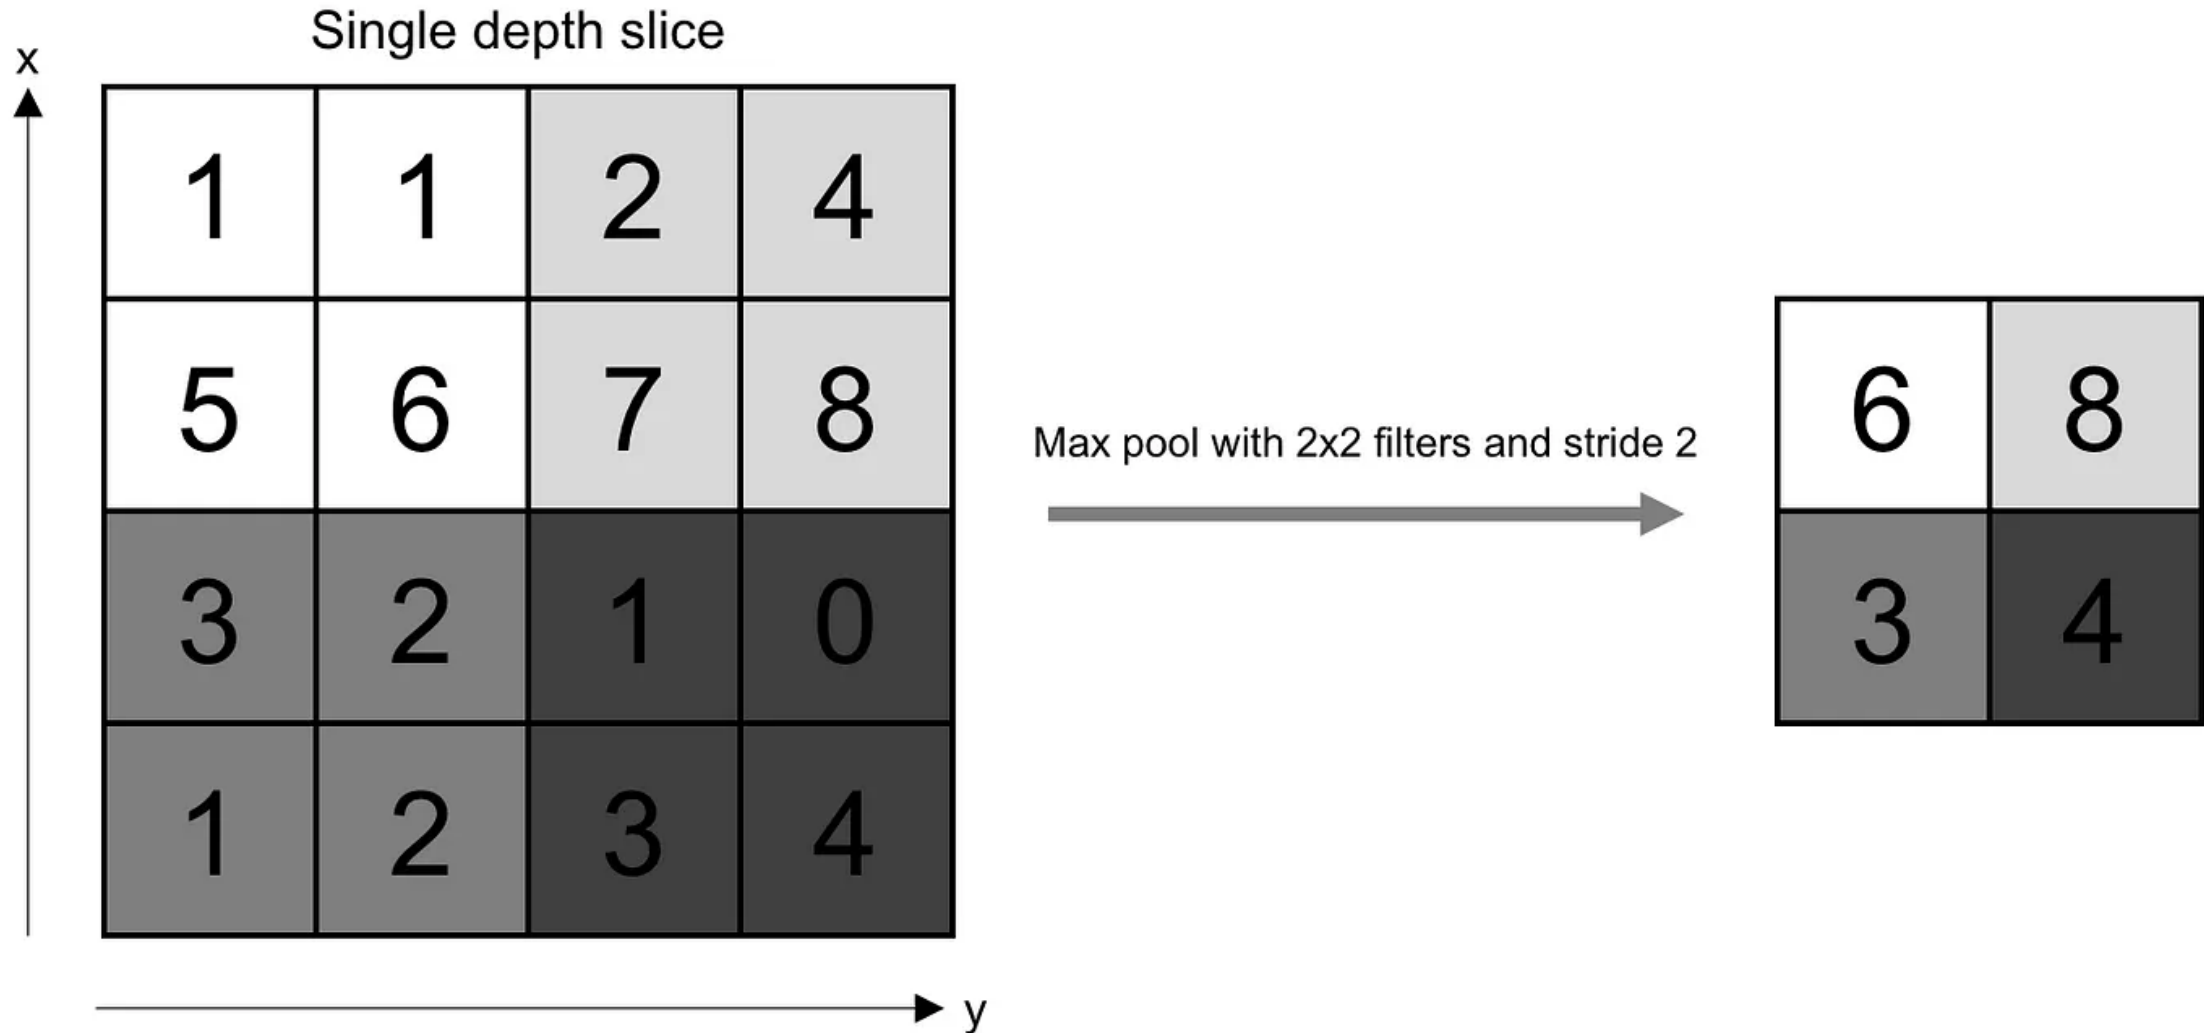 Single depth slice
x
1 1 2 4
5 6 7 8
3 2 1 0
1 2 3 4
y
Max pool with 2x2 filters and stride 2
6 8
3 4